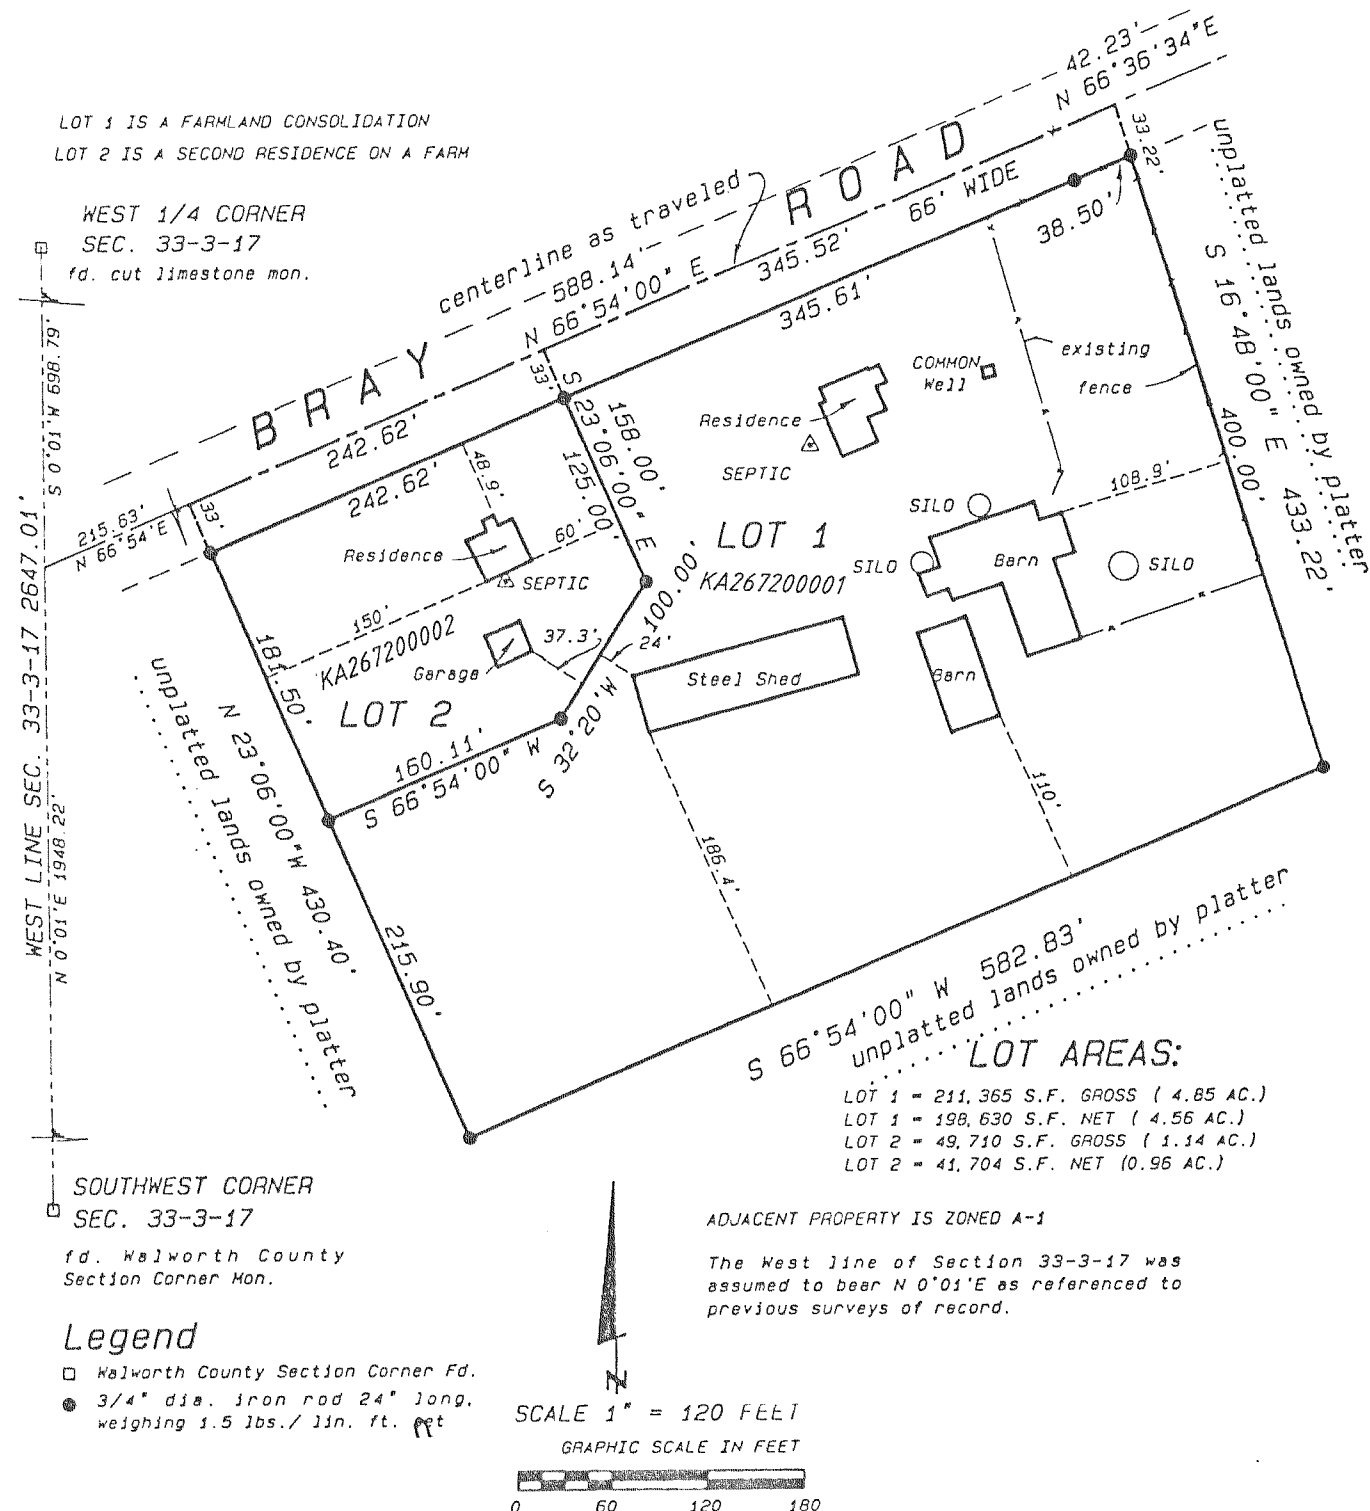 42.23'
N 66°36'34"E
LOT 1 IS A FARMLAND CONSOLIDATION
LOT 2 IS A SECOND RESIDENCE ON A FARM
WEST 1/4 CORNER
SEC. 33-3-17
fd. cut limestone mon.
BRAY ROAD
66' WIDE
centerline as traveled
588.14'
N 66°54'00" E
345.52'
33.22'
38.50'
345.61'
unplatted lands owned by platter
S 16°48'00" E 433.22'
400.00'
S 0°01'W 698.79'
WEST LINE SEC. 33-3-17 2647.01'
N 0°01'E 1948.22'
215.63'
N 66°54'E
33'
242.62'
242.62'
33'
158.00'
S 23°06'00" E
125.00'
existing
fence
COMMON
Well
Residence
SEPTIC
48.9'
Residence
60'
SEPTIC
150'
KA267200002
Garage
37.3'
24'
LOT 2
LOT 1
KA267200001
SILO
SILO
Barn
SILO
108.9'
100.00'
S 32°20'W
Steel Shed
Barn
181.50'
160.11'
S 66°54'00" W
N 23°06'00"W 430.40'
unplatted lands owned by platter
215.90'
186.4'
110'
S 66°54'00" W 582.83'
unplatted lands owned by platter
LOT AREAS:
LOT 1 = 211,365 S.F. GROSS ( 4.85 AC.)
LOT 1 = 198,630 S.F. NET ( 4.56 AC.)
LOT 2 = 49,710 S.F. GROSS ( 1.14 AC.)
LOT 2 = 41,704 S.F. NET (0.96 AC.)
SOUTHWEST CORNER
SEC. 33-3-17
fd. Walworth County
Section Corner Mon.
ADJACENT PROPERTY IS ZONED A-1
The West line of Section 33-3-17 was
assumed to bear N 0°01'E as referenced to
previous surveys of record.
Legend
Walworth County Section Corner Fd.
3/4" dia. iron rod 24" long,
weighing 1.5 lbs./ lin. ft.
N
SCALE 1" = 120 FEET
GRAPHIC SCALE IN FEET
0 60 120 180